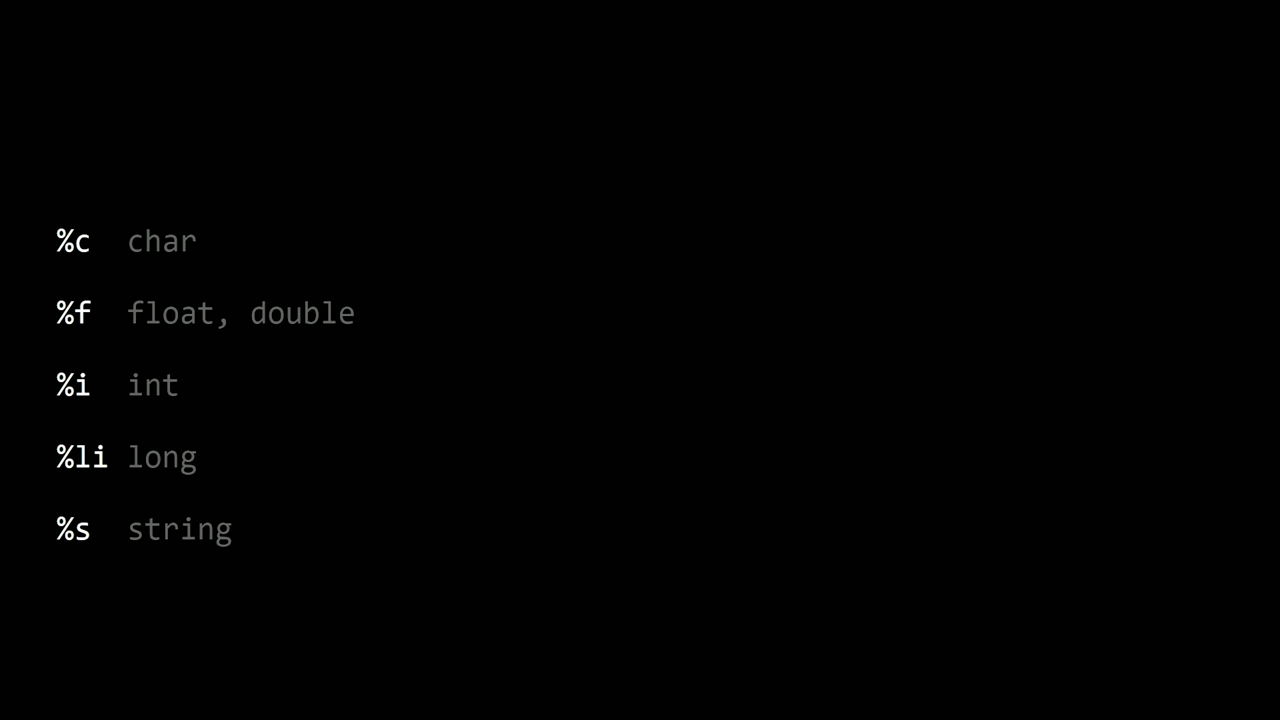 %c char
%f float, double
%i int
%li long
%s string